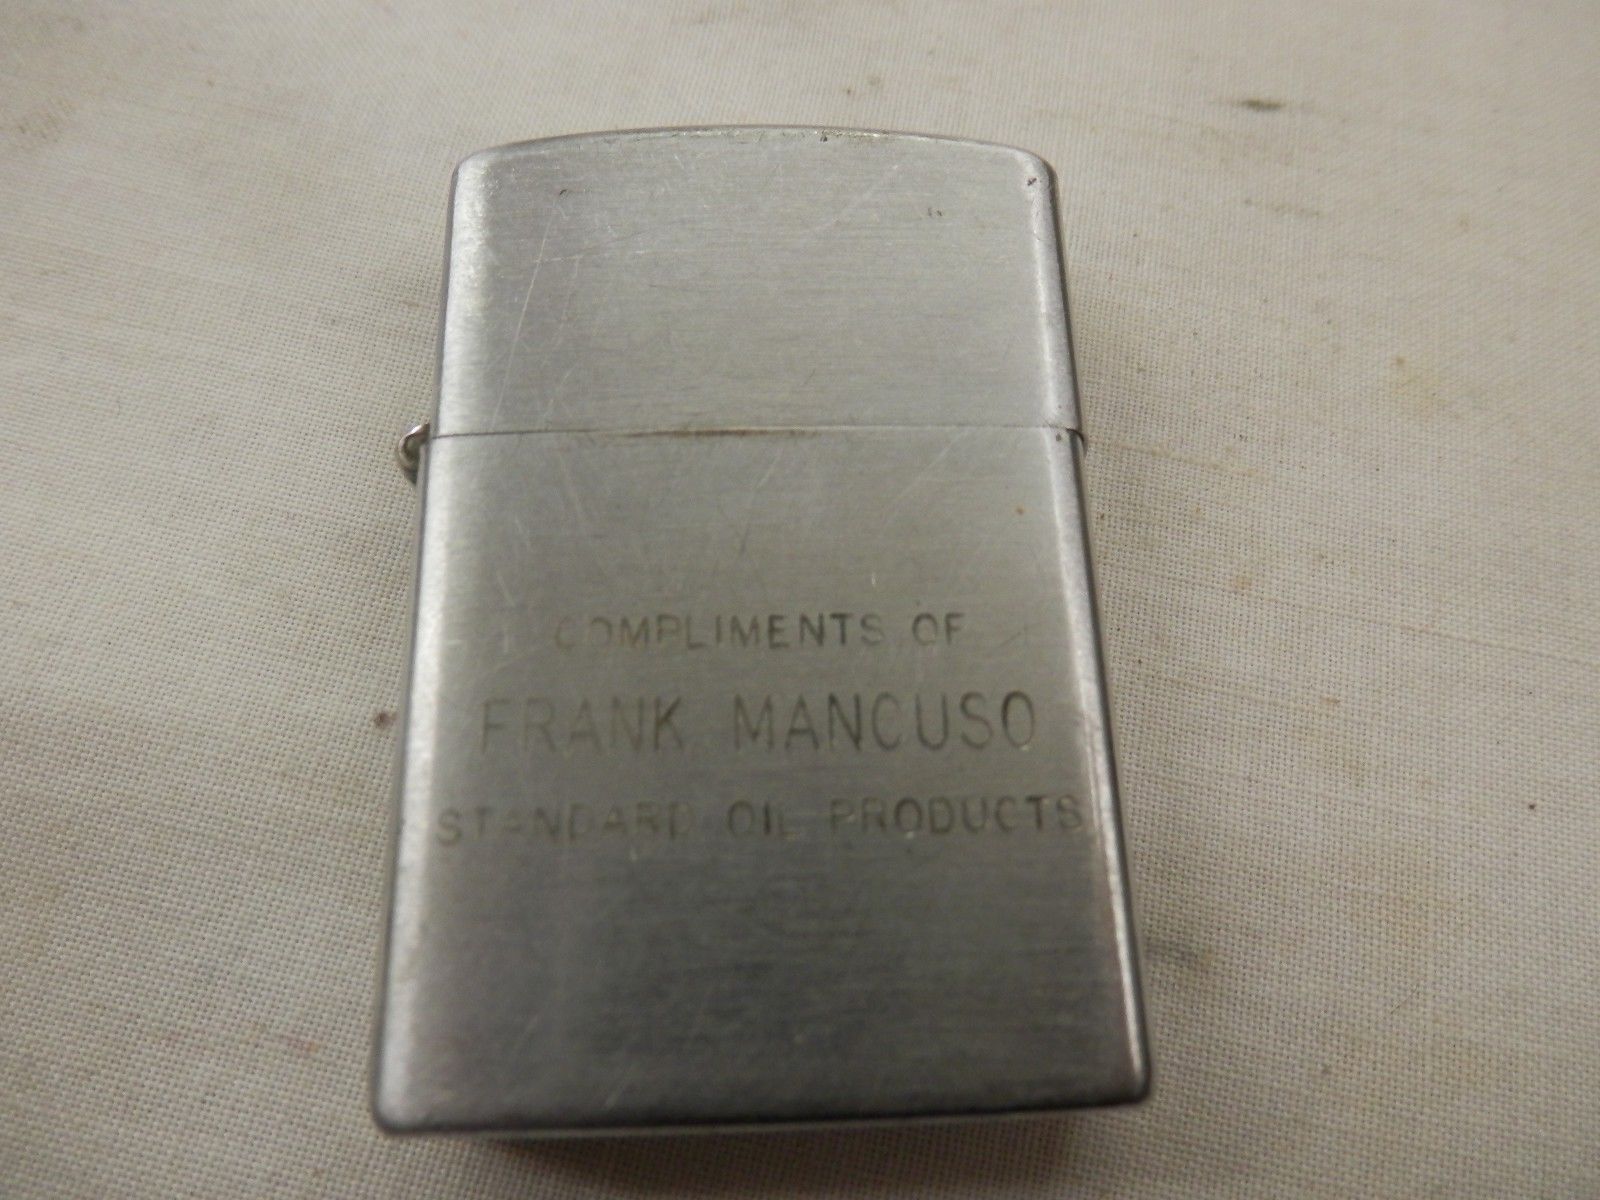 COMPLIMENTS OF
FRANK MANCUSO
STANDARD OIL PRODUCTS